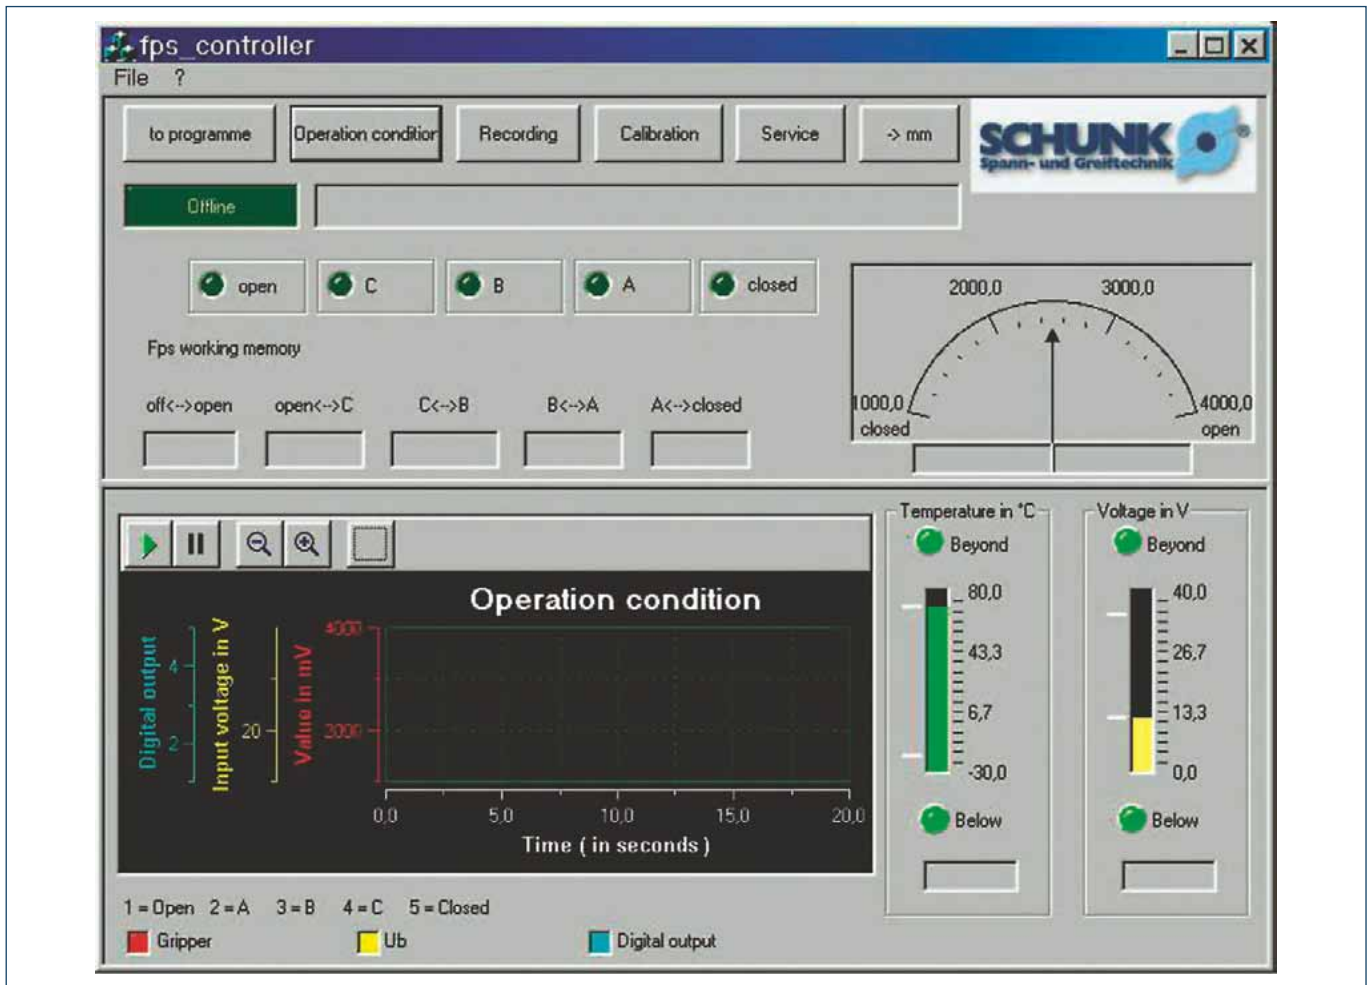 fps_controller
File ?
to programme Operation condition Recording Calibration Service -> mm
SCHUNK ®
Spann- und Greiftechnik
Offline
open C B A closed
2000,0 3000,0
1000,0 4000,0
closed open
Fps working memory
off<-->open open<-->C C<-->B B<-->A A<-->closed
Operation condition
Digital output
4
2
Input voltage in V
20
Value in mV
4000
2000
0,0 5,0 10,0 15,0 20,0
Time ( in seconds )
Temperature in °C
Beyond
80,0
43,3
6,7
-30,0
Below
Voltage in V
Beyond
40,0
26,7
13,3
0,0
Below
1 = Open 2 = A 3 = B 4 = C 5 = Closed
Gripper Ub Digital output